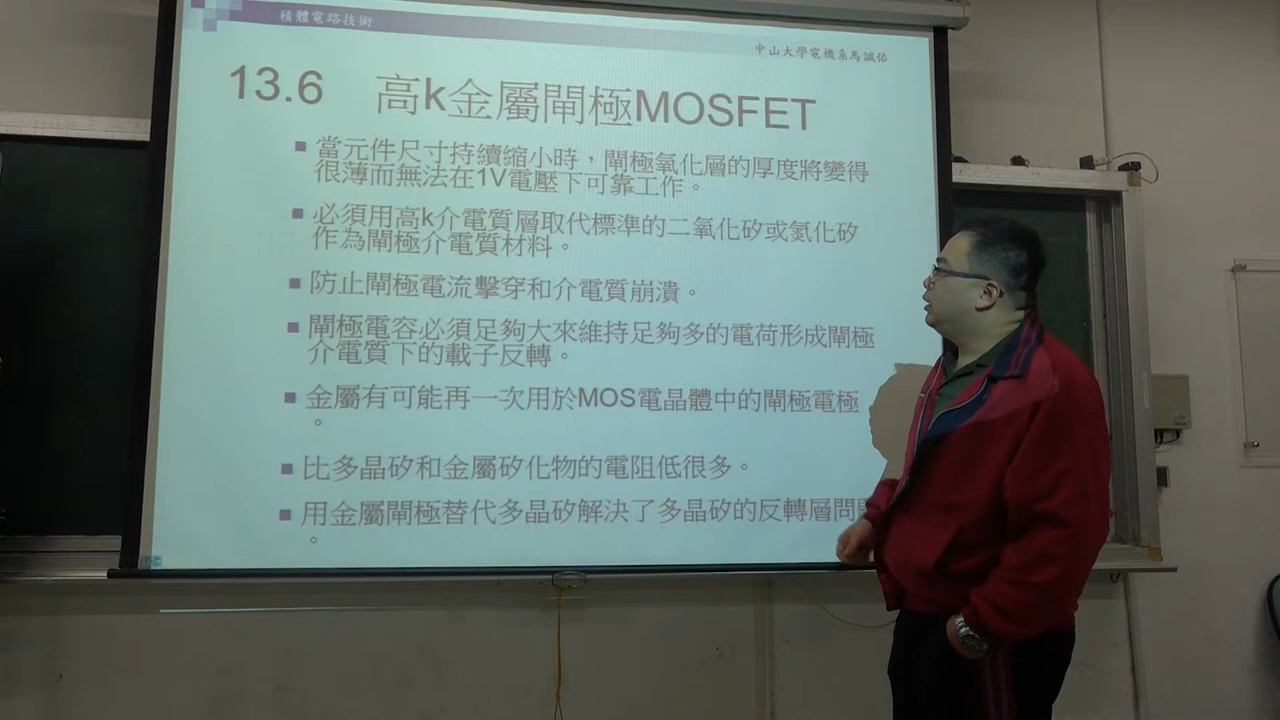 積體電路技術
中山大學電機系馬誠佑
13.6 高k金屬閘極MOSFET
當元件尺寸持續縮小時，閘極氧化層的厚度將變得
很薄而無法在1V電壓下可靠工作。
必須用高k介電質層取代標準的二氧化矽或氮化矽
作為閘極介電質材料。
防止閘極電流擊穿和介電質崩潰。
閘極電容必須足夠大來維持足夠多的電荷形成閘極
介電質下的載子反轉。
金屬有可能再一次用於MOS電晶體中的閘極電極
。
比多晶矽和金屬矽化物的電阻低很多。
用金屬閘極替代多晶矽解決了多晶矽的反轉層問題
。